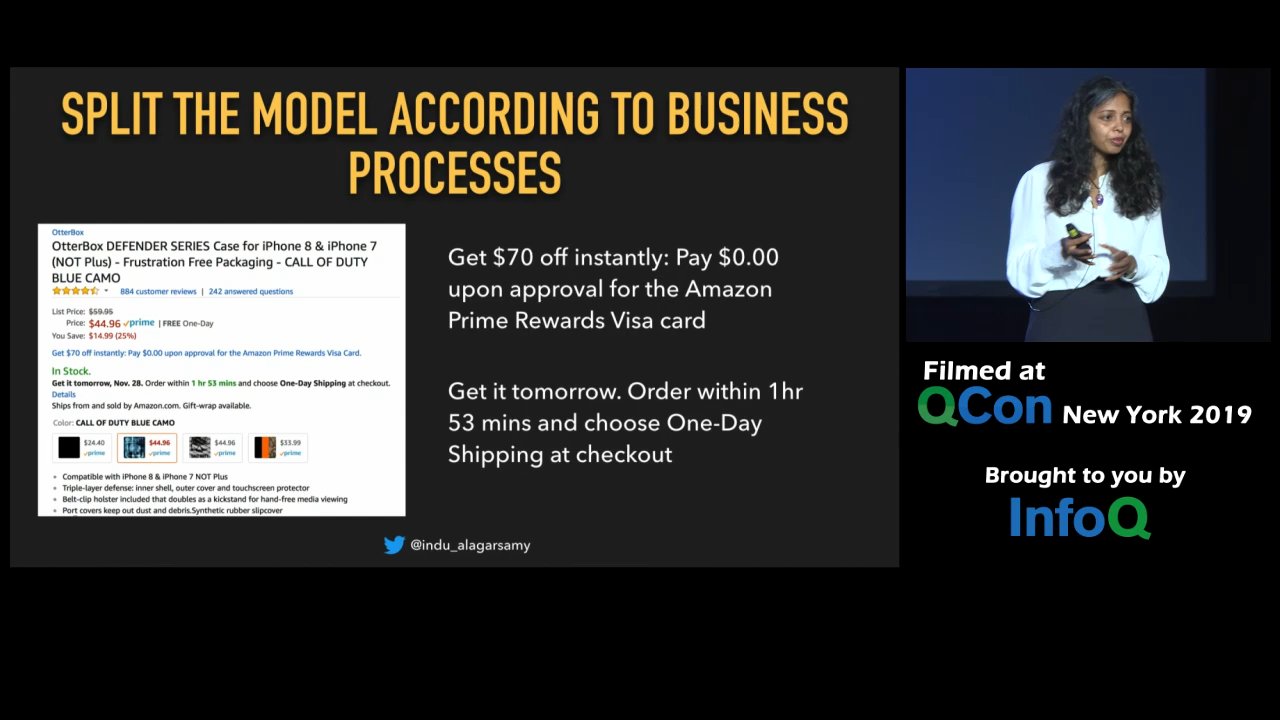 SPLIT THE MODEL ACCORDING TO BUSINESS
PROCESSES
OtterBox
OtterBox DEFENDER SERIES Case for iPhone 8 & iPhone 7
(NOT Plus) - Frustration Free Packaging - CALL OF DUTY
BLUE CAMO
884 customer reviews | 242 answered questions
List Price: $59.95
Price: $44.96 prime | FREE One-Day
You Save: $14.99 (25%)
Get $70 off instantly: Pay $0.00 upon approval for the Amazon Prime Rewards Visa Card.
In Stock.
Get it tomorrow, Nov. 28. Order within 1 hr 53 mins and choose One-Day Shipping at checkout.
Details
Ships from and sold by Amazon.com. Gift-wrap available.
Color: CALL OF DUTY BLUE CAMO
$24.40 $44.96 $44.96 $33.99
prime prime prime prime
Compatible with iPhone 8 & iPhone 7 NOT Plus
Triple-layer defense: inner shell, outer cover and touchscreen protector
Belt-clip holster included that doubles as a kickstand for hand-free media viewing
Port covers keep out dust and debris.Synthetic rubber slipcover
Get $70 off instantly: Pay $0.00
upon approval for the Amazon
Prime Rewards Visa card
Get it tomorrow. Order within 1hr
53 mins and choose One-Day
Shipping at checkout
@indu_alagarsamy
Filmed at
QCon New York 2019
Brought to you by
InfoQ